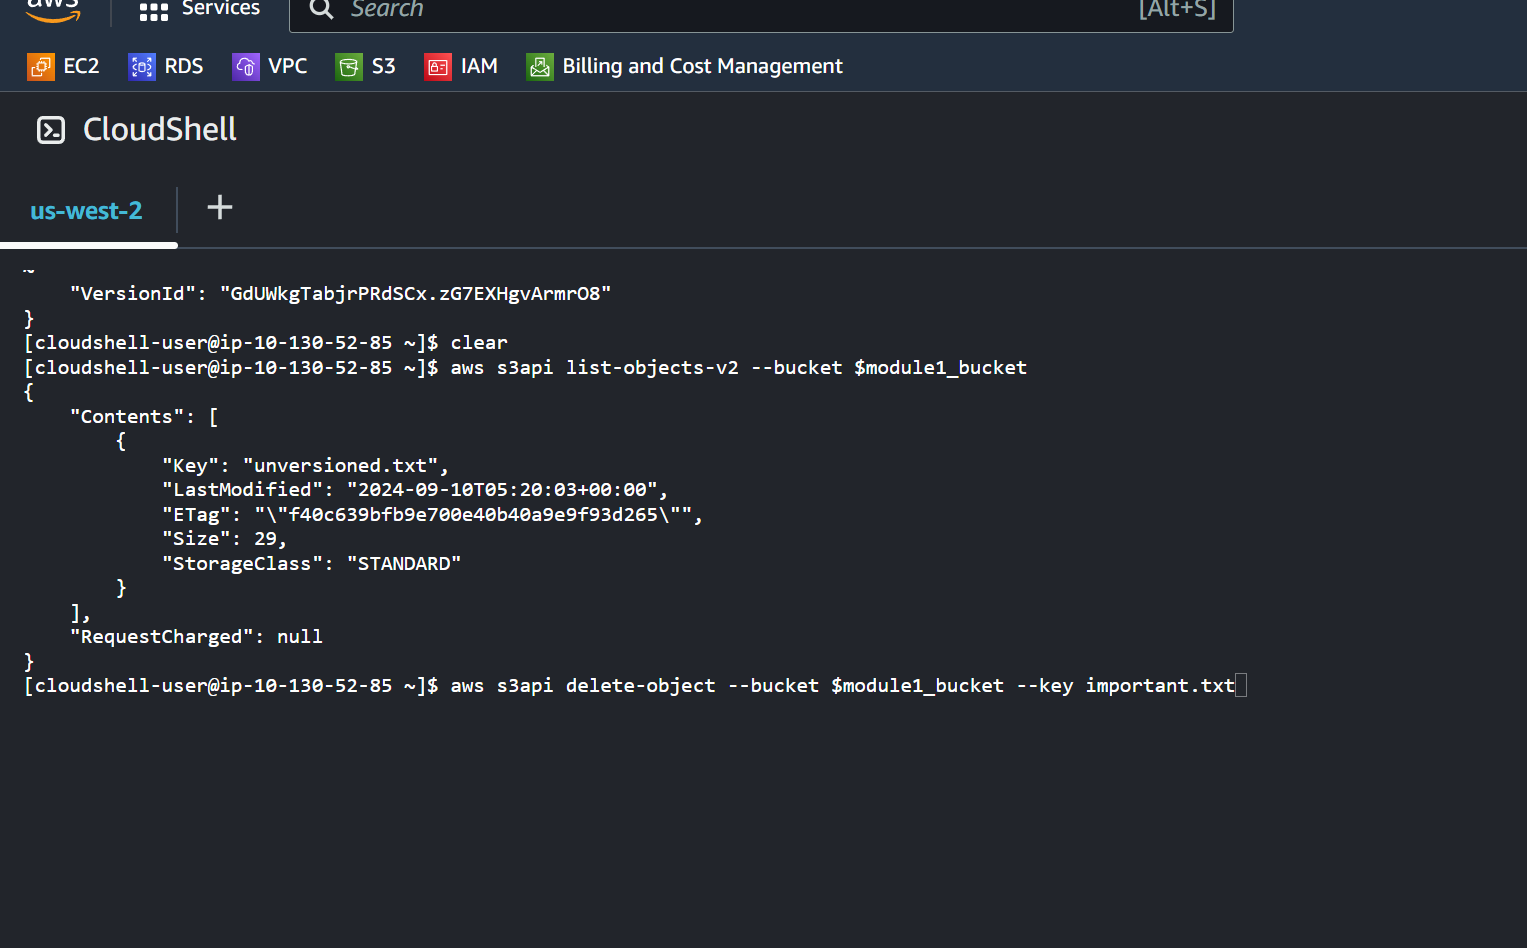 aws
Services
Search
[Alt+S]
EC2 RDS VPC S3 IAM Billing and Cost Management
CloudShell
us-west-2
~
"VersionId": "GdUWkgTabjrPRdSCx.zG7EXHgvArmrO8"
}
[cloudshell-user@ip-10-130-52-85 ~]$ clear
[cloudshell-user@ip-10-130-52-85 ~]$ aws s3api list-objects-v2 --bucket $module1_bucket
{
"Contents": [
{
"Key": "unversioned.txt",
"LastModified": "2024-09-10T05:20:03+00:00",
"ETag": "\"f40c639bfb9e700e40b40a9e9f93d265\"",
"Size": 29,
"StorageClass": "STANDARD"
}
],
"RequestCharged": null
}
[cloudshell-user@ip-10-130-52-85 ~]$ aws s3api delete-object --bucket $module1_bucket --key important.txt